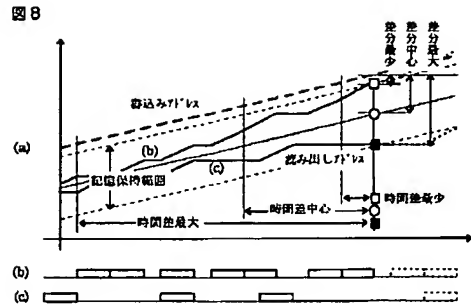 図8
差分最少
差分中心
差分最大
書込みアドレス
(a)
(b)
(c)
読み出しアドレス
記憶保持範囲
時間差最少
時間差中心
時間差最大
(b)
(c)